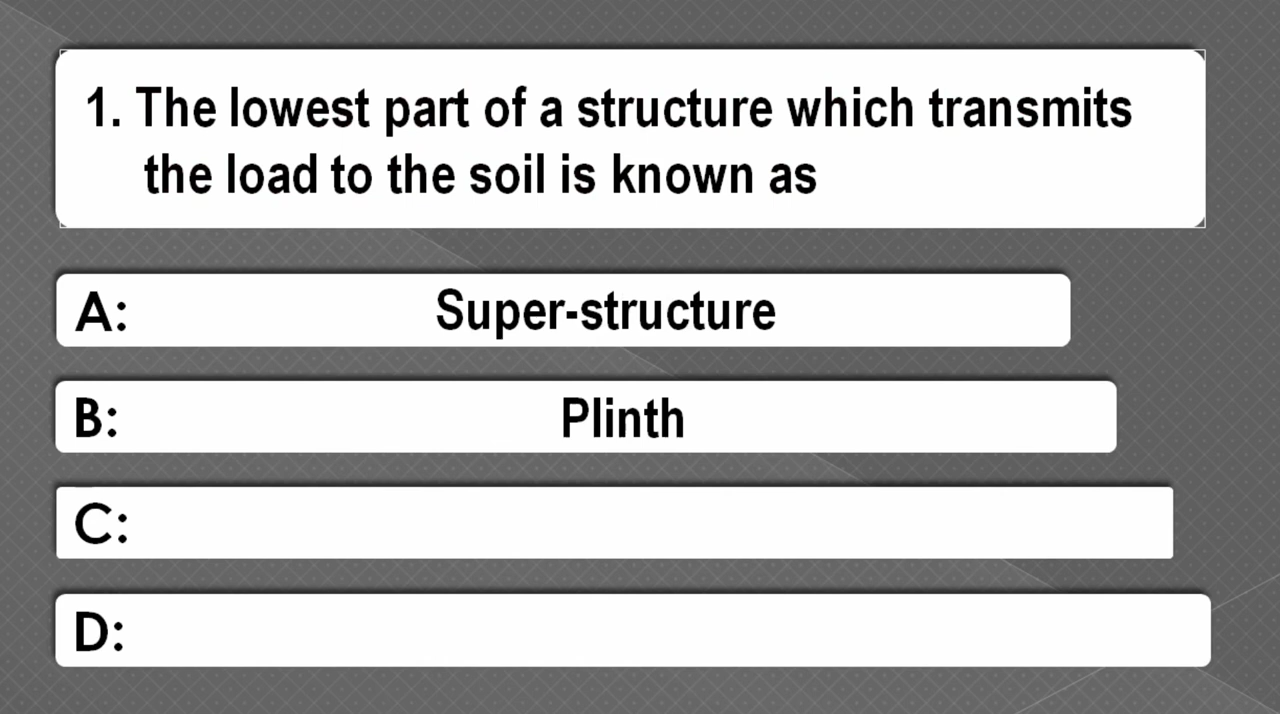 1. The lowest part of a structure which transmits
the load to the soil is known as
A: Super-structure
B: Plinth
C:
D: